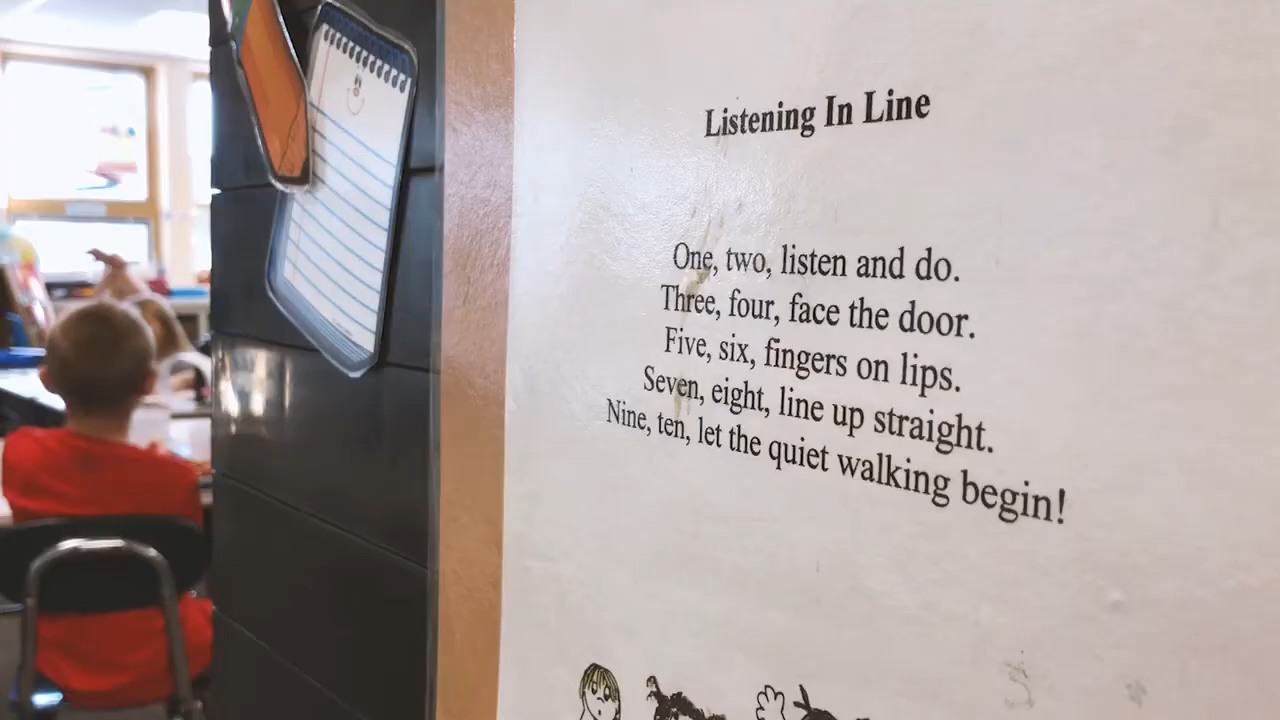 Listening In Line
One, two, listen and do.
Three, four, face the door.
Five, six, fingers on lips.
Seven, eight, line up straight.
Nine, ten, let the quiet walking begin!